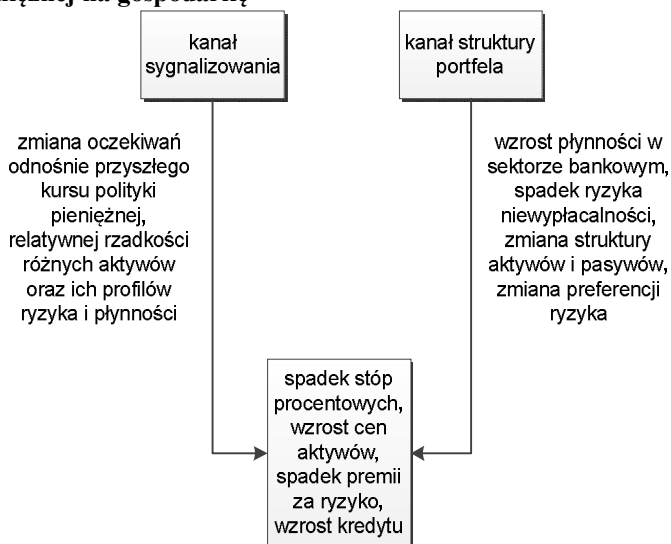 na gospodarkę
kanał
sygnalizowania
kanał struktury
portfela
zmiana oczekiwań
odnośnie przyszłego
kursu polityki
pieniężnej,
relatywnej rzadkości
różnych aktywów
oraz ich profilów
ryzyka i płynności
wzrost płynności w
sektorze bankowym,
spadek ryzyka
niewypłacalności,
zmiana struktury
aktywów i pasywów,
zmiana preferencji
ryzyka
spadek stóp
procentowych,
wzrost cen
aktywów,
spadek premii
za ryzyko,
wzrost kredytu